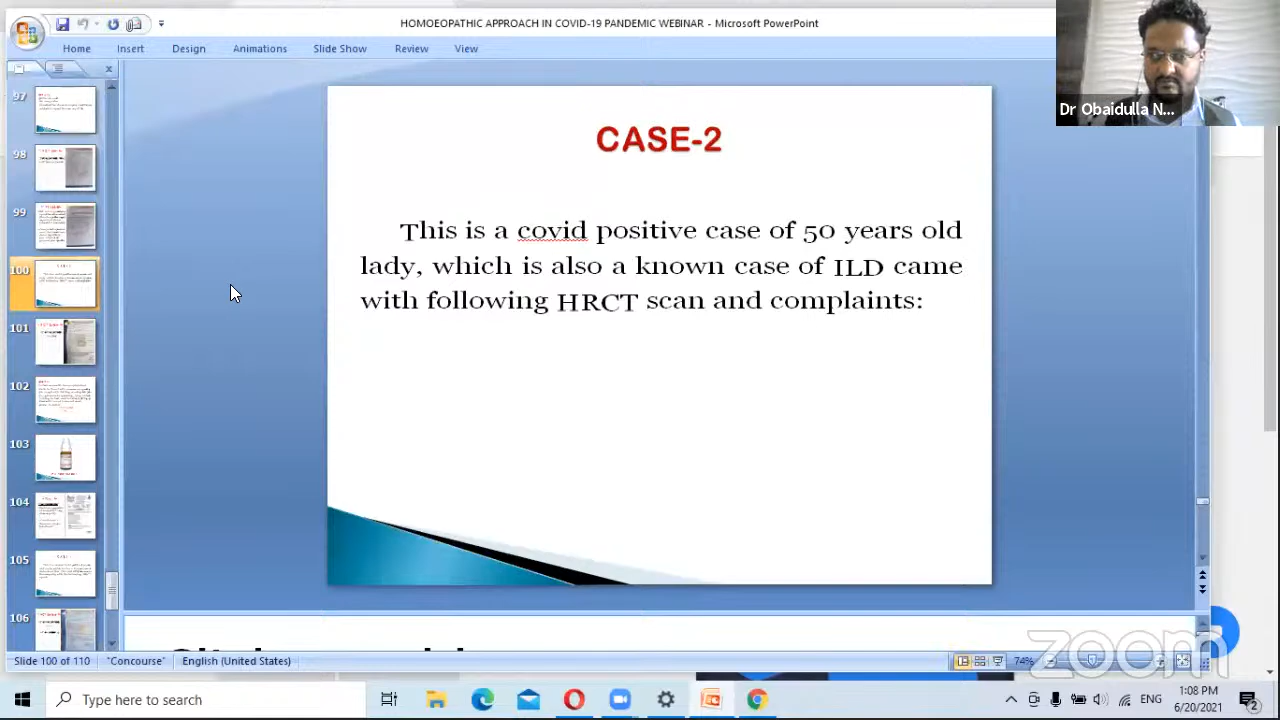 HOMOEOPATHIC APPROACH IN COVID-19 PANDEMIC WEBINAR - Microsoft PowerPoint
Home Insert Design Animations Slide Show Review View
Dr Obaidulla N...
97
98
99
100
101
102
103
104
105
106
CASE-2
This is a covid positive case of 50 years old
lady, which is also a known case of ILD came
with following HRCT scan and complaints:
zoom
Slide 100 of 110 "Concourse" English (United States) 74%
Type here to search ENG
1:08 PM
6/20/2021
2